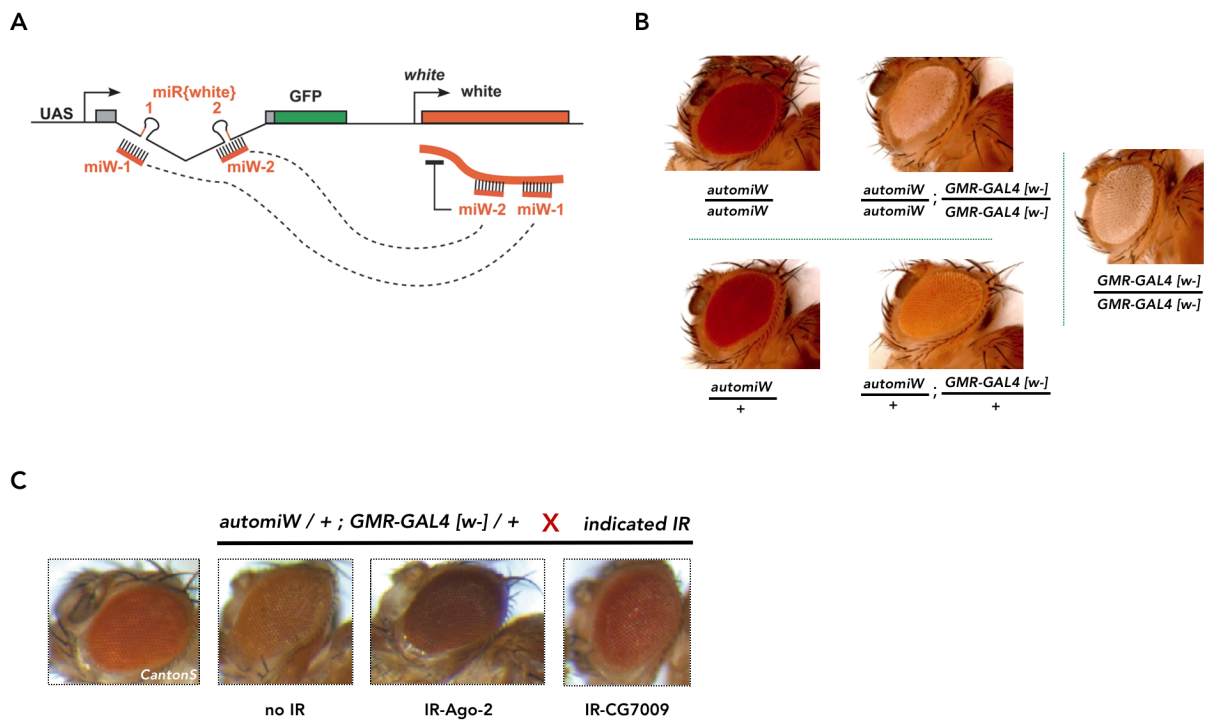 A
B
white
miR{white}
1
2
GFP
white
UAS
miW-1
miW-2
miW-2
miW-1
automiW
automiW
automiW ; GMR-GAL4 [w-]
automiW GMR-GAL4 [w-]
GMR-GAL4 [w-]
GMR-GAL4 [w-]
automiW
+
automiW ; GMR-GAL4 [w-]
+ +
C
automiW / + ; GMR-GAL4 [w-] / + X indicated IR
CantonS
no IR
IR-Ago-2
IR-CG7009